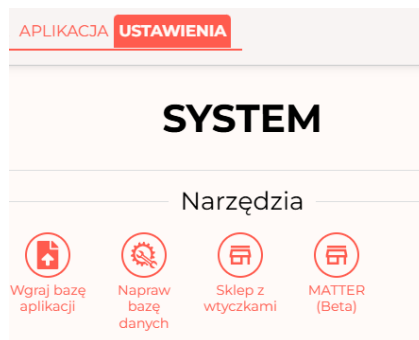 APLIKACJA USTAWIENIA
SYSTEM
Narzędzia
Wgraj bazę aplikacji
Napraw bazę danych
Sklep z wtyczkami
MATTER (Beta)